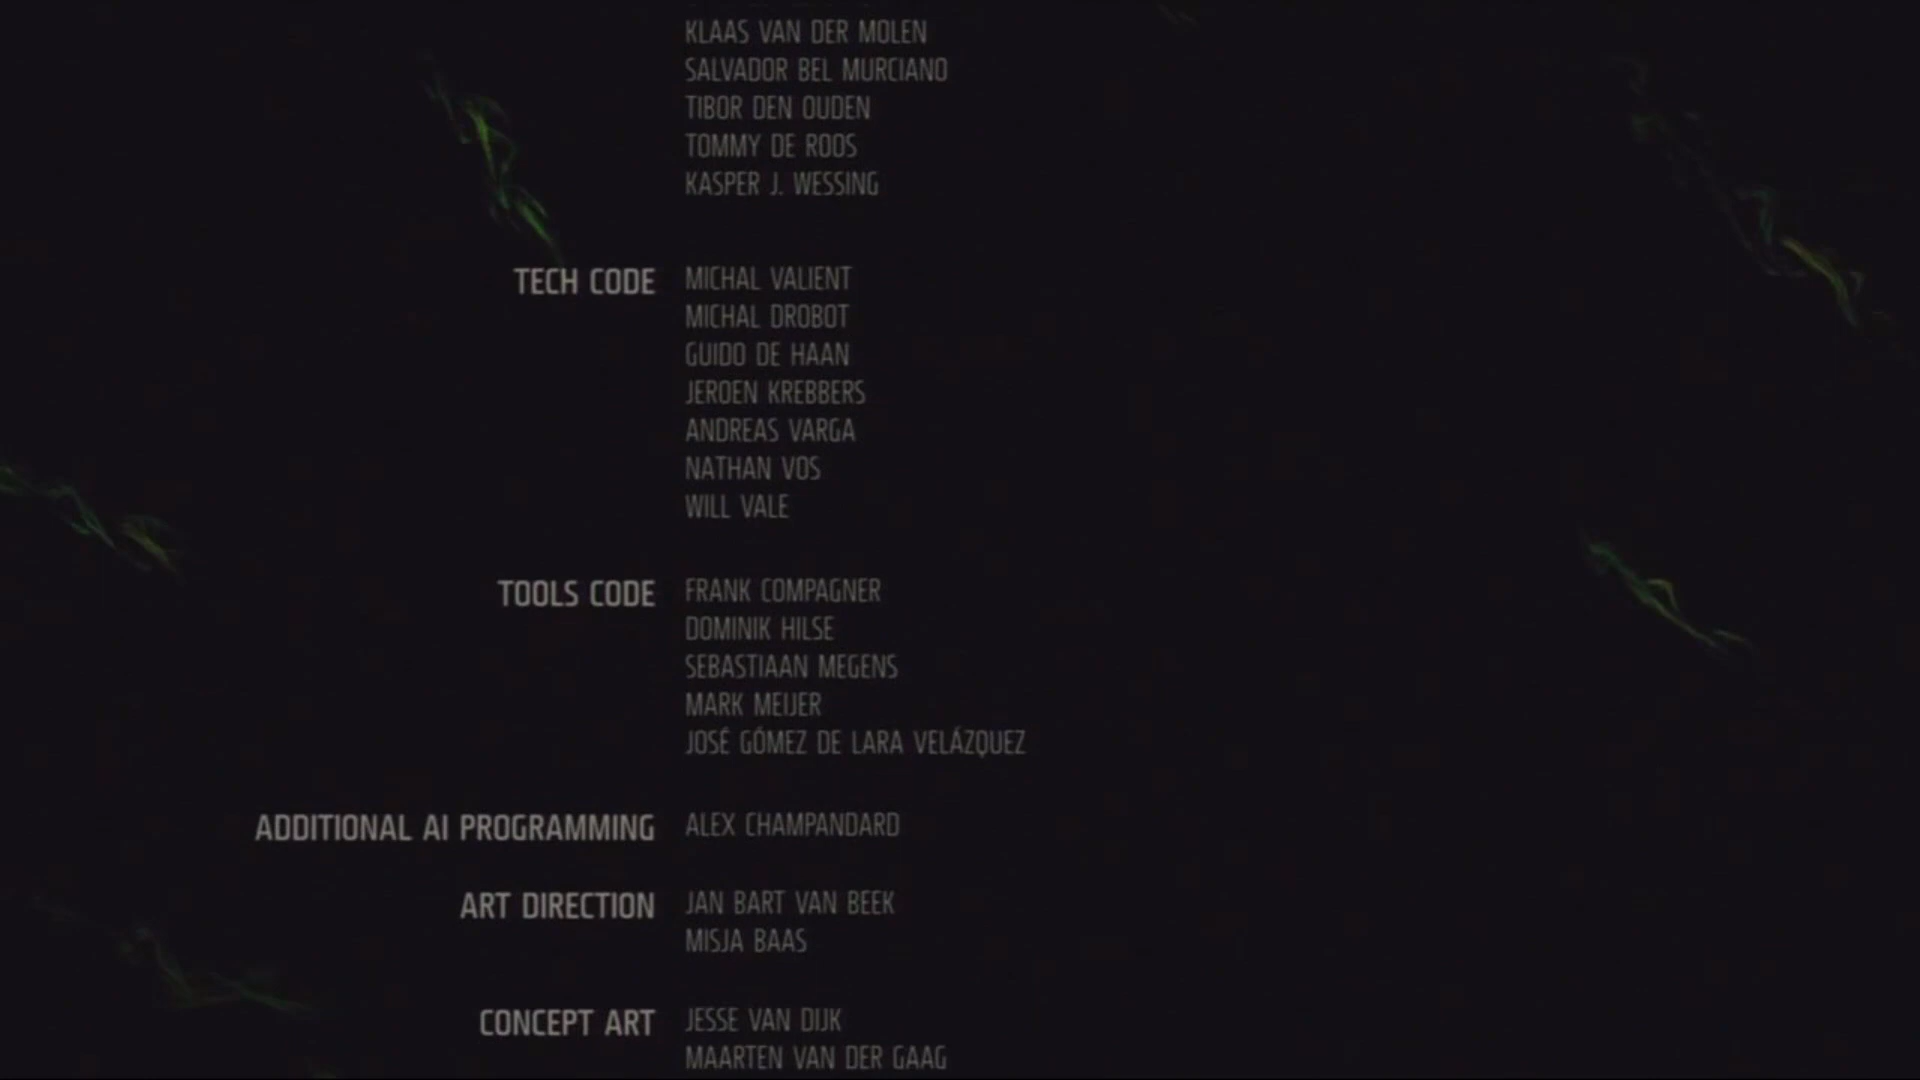 KLAAS VAN DER MOLEN
SALVADOR BEL MURCIANO
TIBOR DEN OUDEN
TOMMY DE ROOS
KASPER J. WESSING
TECH CODE MICHAL VALIENT
MICHAL DROBOT
GUIDO DE HAAN
JEROEN KREBBERS
ANDREAS VARGA
NATHAN VOS
WILL VALE
TOOLS CODE FRANK COMPAGNER
DOMINIK HILSE
SEBASTIAAN MEGENS
MARK MEIJER
JOSÉ GÓMEZ DE LARA VELÁZQUEZ
ADDITIONAL AI PROGRAMMING ALEX CHAMPANDARD
ART DIRECTION JAN BART VAN BEEK
MISJA BAAS
CONCEPT ART JESSE VAN DIJK
MAARTEN VAN DER GAAG